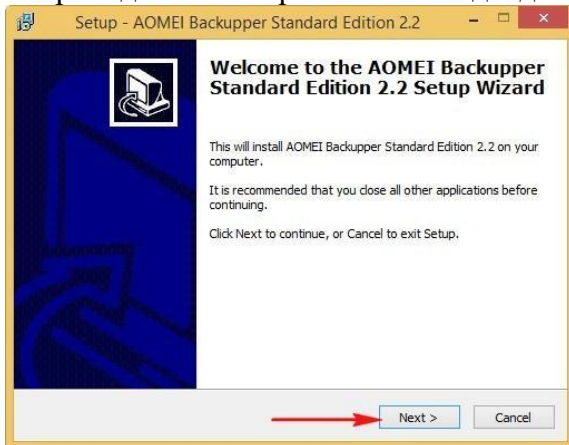 Setup - AOMEI Backupper Standard Edition 2.2
Welcome to the AOMEI Backupper
Standard Edition 2.2 Setup Wizard
This will install AOMEI Backupper Standard Edition 2.2 on your
computer.
It is recommended that you close all other applications before
continuing.
Click Next to continue, or Cancel to exit Setup.
Next >
Cancel